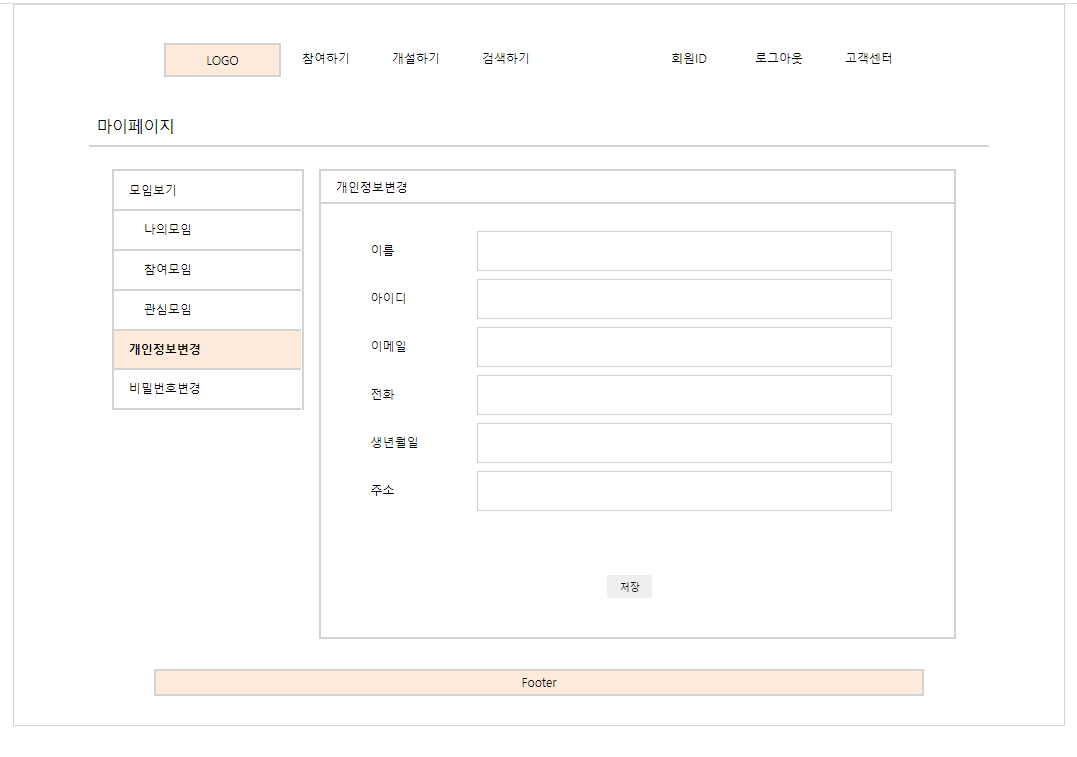 LOGO 참여하기 개설하기 검색하기 회원ID 로그아웃 고객센터
마이페이지
모임보기
나의모임
참여모임
관심모임
개인정보변경
비밀번호변경
개인정보변경
이름
아이디
이메일
전화
생년월일
주소
저장
Footer